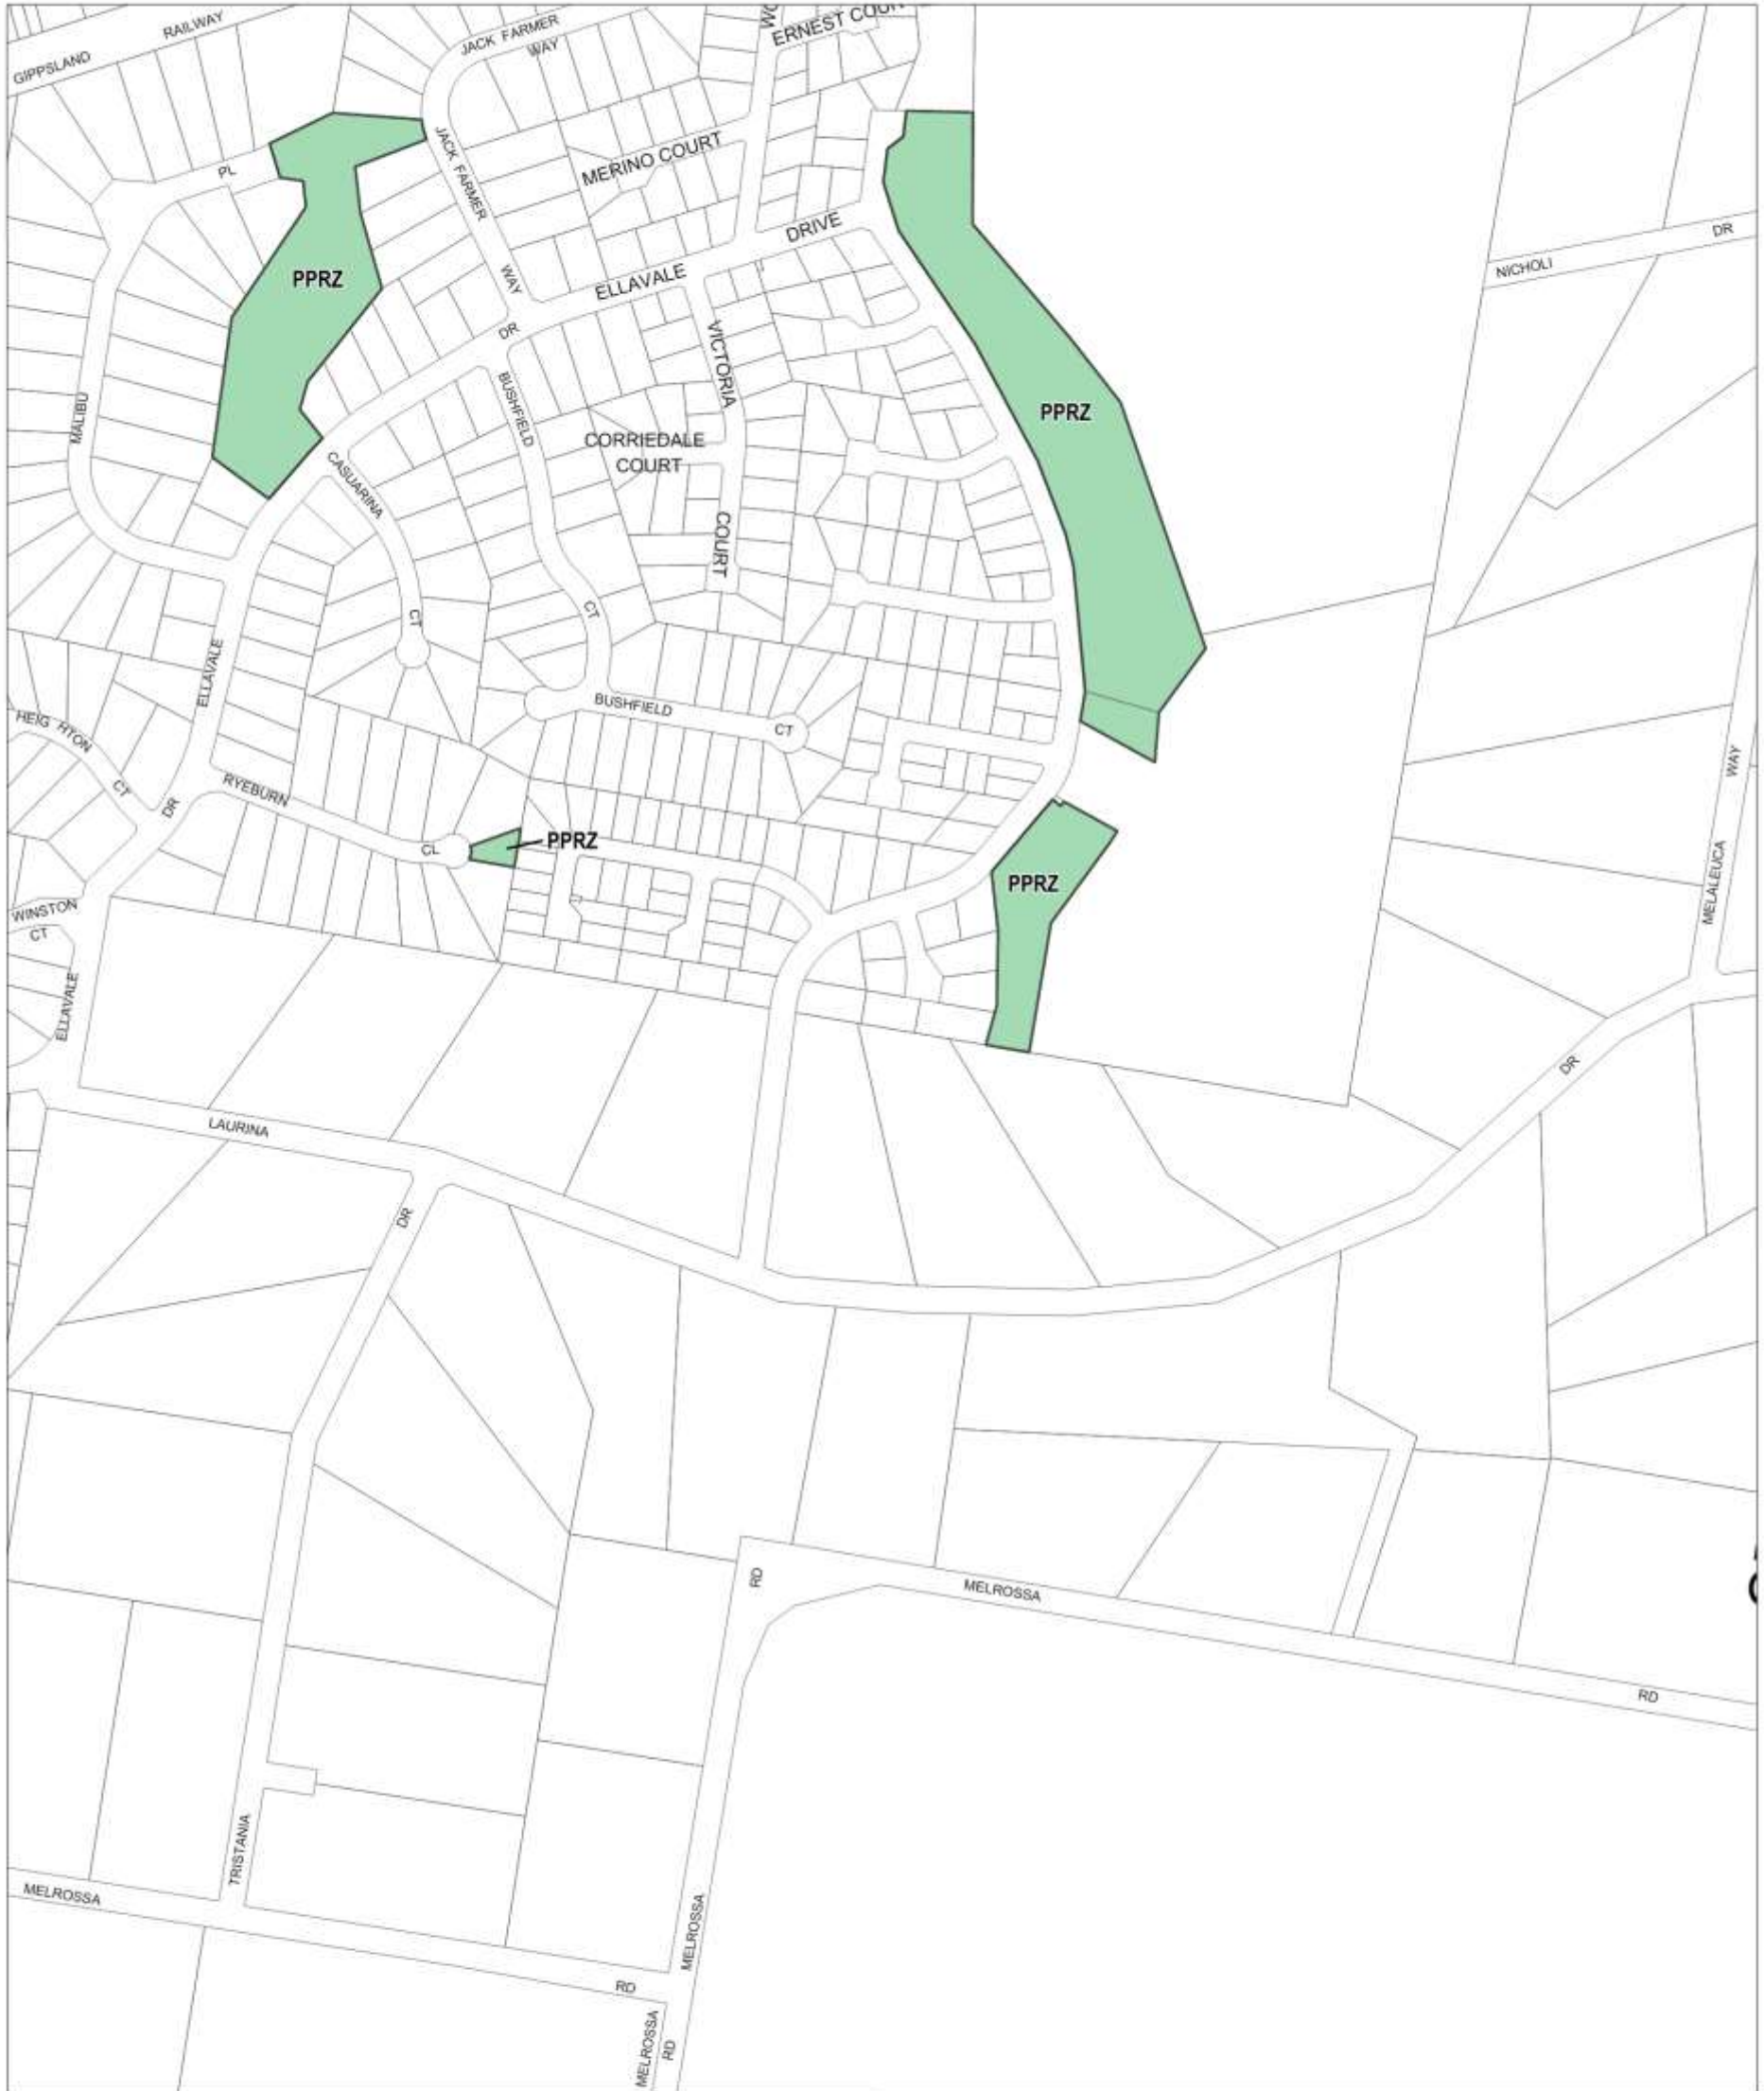 ERNEST COUR
JACK FARMER
WAY
GIPPSLAND
RAILWAY
JACK FARMER
WAY
MERINO COURT
PL
DRIVE
ELLAVALE
DR
NICHOLI
DR
PPRZ
VICTORIA
COURT
BUSHFIELD
CT
MALIBU
PPRZ
CORRIEDALE
COURT
CASUARINA
CT
ELLAVALE
DR
BUSHFIELD
CT
HEIG HTON
CT
RYEBURN
CL
PPRZ
WAY
MELALEUCA
PPRZ
WINSTON
CT
ELLAVALE
DR
LAURINA
DR
RD
MELROSSA
RD
TRISTANIA
MELROSSA
RD
MELROSSA
MELROSSA
RD